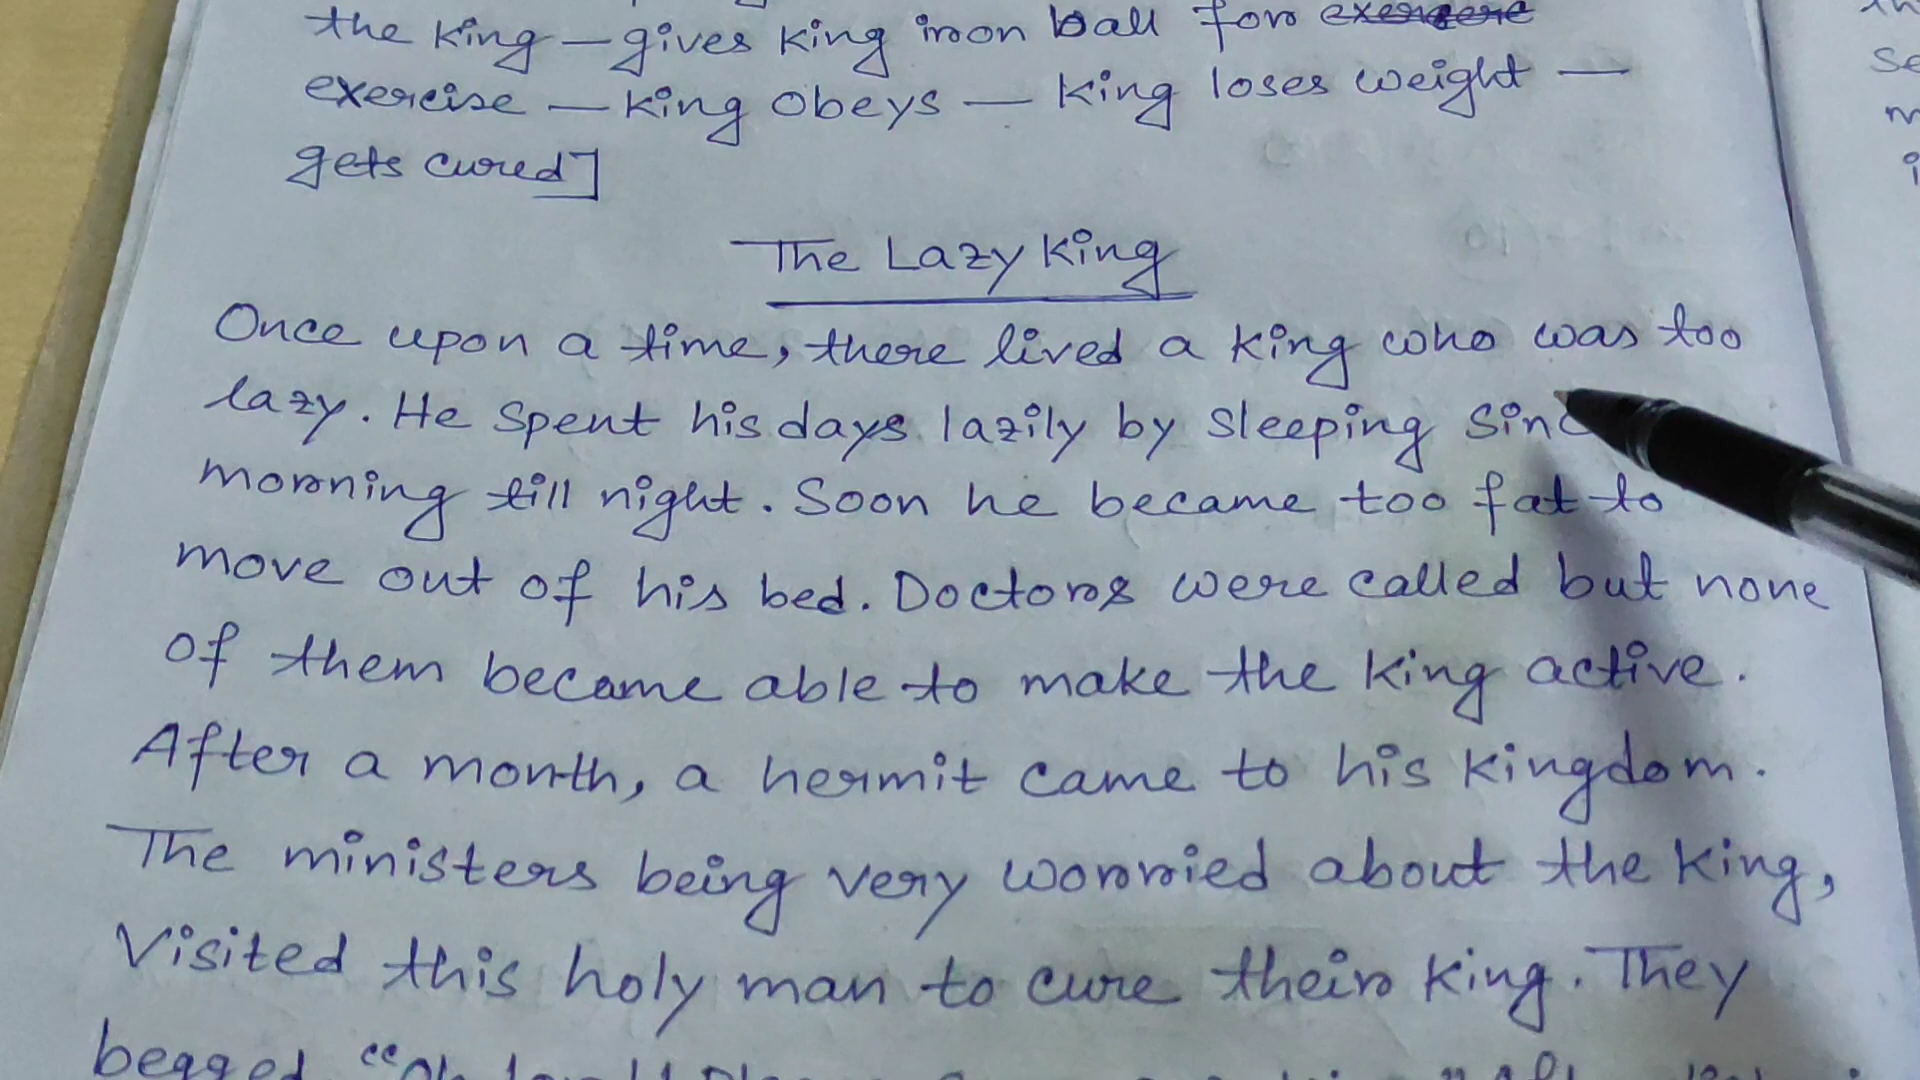 the king — gives king iron ball for
exercise — king obeys — king loses weight —
gets cured]
The Lazy King
Once upon a time, there lived a king who was too
lazy. He spent his days lazily by sleeping
morning till night. Soon he became too fat to
move out of his bed. Doctors were called but none
of them became able to make the king active.
After a month, a hermit came to his kingdom.
The ministers being very worried about the king,
visited this holy man to cure their king. They
begged,